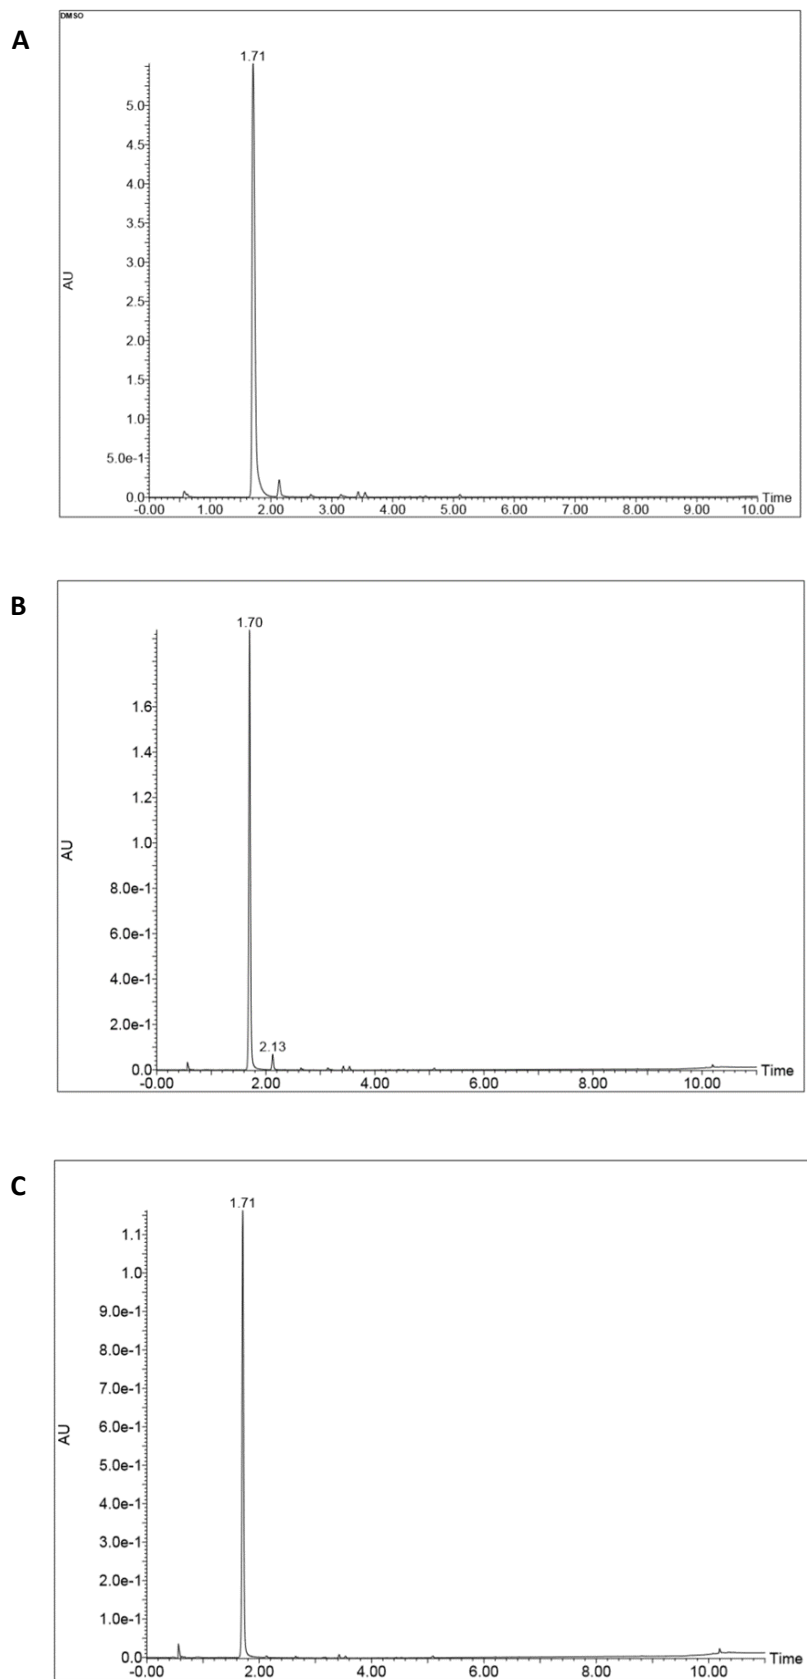 A
DMSO
1.71
5.0
4.5
4.0
3.5
3.0
AU
2.5
2.0
1.5
1.0
5.0e-1
0.0
-0.00 1.00 2.00 3.00 4.00 5.00 6.00 7.00 8.00 9.00 10.00
Time
B
1.70
1.6
1.4
1.2
1.0
AU
8.0e-1
6.0e-1
4.0e-1
2.0e-1
2.13
0.0
-0.00 2.00 4.00 6.00 8.00 10.00
Time
C
1.71
1.1
1.0
9.0e-1
8.0e-1
7.0e-1
6.0e-1
AU
5.0e-1
4.0e-1
3.0e-1
2.0e-1
1.0e-1
0.0
-0.00 2.00 4.00 6.00 8.00 10.00
Time